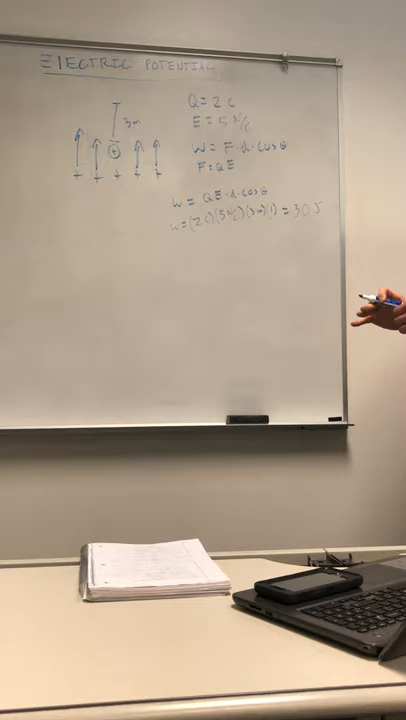 ELECTRIC POTENTIAL
3m
+
+ + + + +
Q = 2 C
E = 5 N/C
W = F · d · cos θ
F = QE
W = QE · d · cos θ
W = (2 C)(5 N/C)(3 m)(1) = 30 J